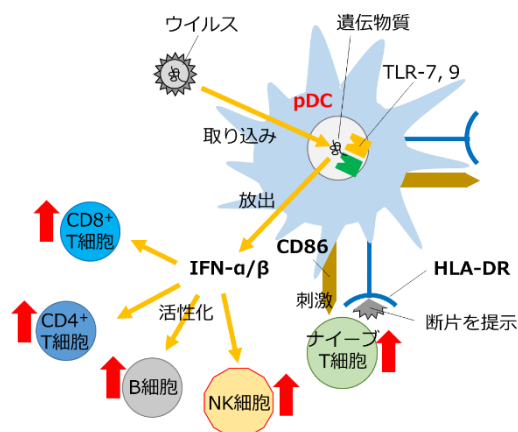 ウイルス
遺伝物質
TLR-7, 9
pDC
取り込み
放出
CD8+
T細胞
IFN-α/β
CD86
HLA-DR
CD4+
T細胞
活性化
刺激
断片を提示
ナイーブ
T細胞
B細胞
NK細胞